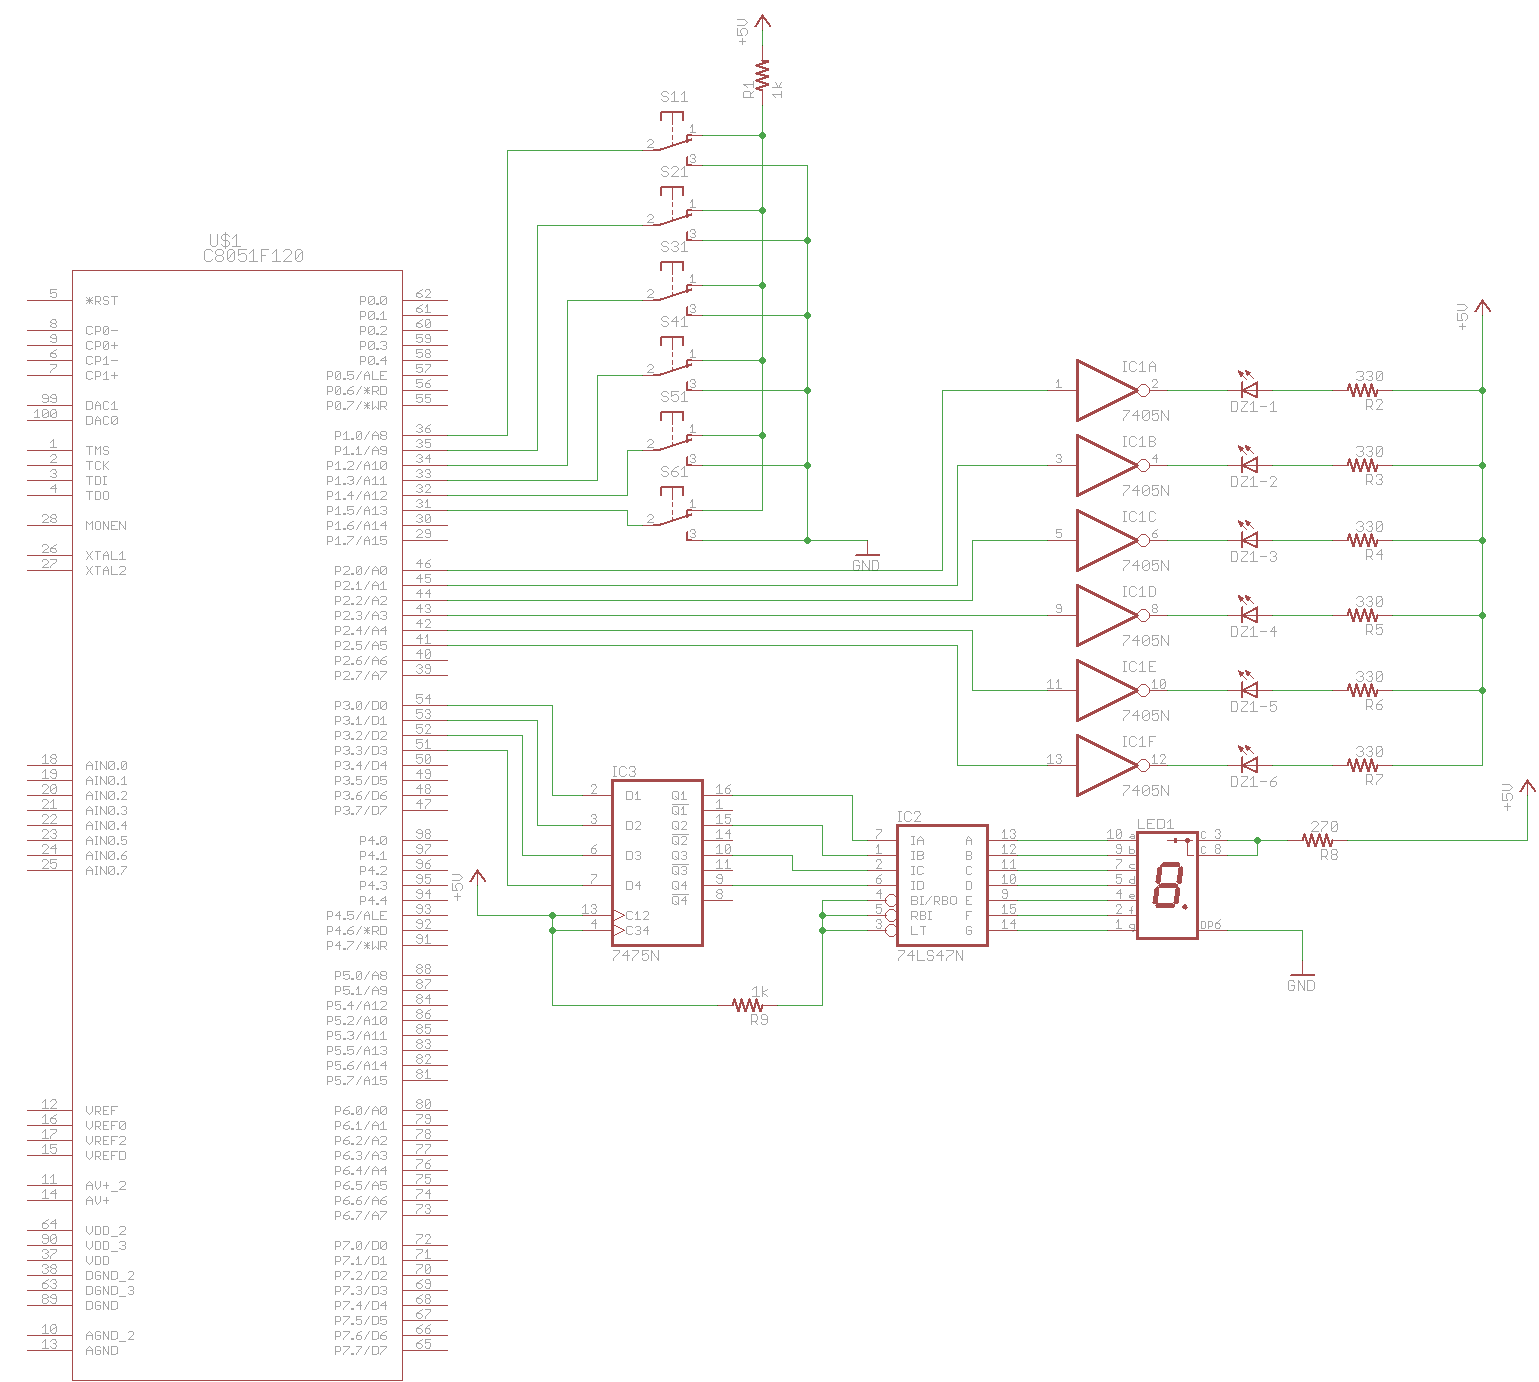 +5V
R1
1k
S11
1
2
3
S21
1
2
3
S31
1
2
3
S41
1
2
3
S51
1
2
3
S61
1
2
3
GND
U$1
C8051F120
5 *RST
8 CP0-
9 CP0+
6 CP1-
7 CP1+
99 DAC1
100 DAC0
1 TMS
2 TCK
3 TDI
4 TDO
28 MONEN
26 XTAL1
27 XTAL2
18 AIN0.0
19 AIN0.1
20 AIN0.2
21 AIN0.3
22 AIN0.4
23 AIN0.5
24 AIN0.6
25 AIN0.7
12 VREF
16 VREF0
17 VREF2
15 VREFD
11 AV+_2
14 AV+
64 VDD_2
90 VDD_3
37 VDD
38 DGND_2
63 DGND_3
89 DGND
10 AGND_2
13 AGND
P0.0 62
P0.1 61
P0.2 60
P0.3 59
P0.4 58
P0.5/ALE 57
P0.6/*RD 56
P0.7/*WR 55
P1.0/A8 36
P1.1/A9 35
P1.2/A10 34
P1.3/A11 33
P1.4/A12 32
P1.5/A13 31
P1.6/A14 30
P1.7/A15 29
P2.0/A0 46
P2.1/A1 45
P2.2/A2 44
P2.3/A3 43
P2.4/A4 42
P2.5/A5 41
P2.6/A6 40
P2.7/A7 39
P3.0/D0 54
P3.1/D1 53
P3.2/D2 52
P3.3/D3 51
P3.4/D4 50
P3.5/D5 49
P3.6/D6 48
P3.7/D7 47
P4.0 98
P4.1 97
P4.2 96
P4.3 95
P4.4 94
P4.5/ALE 93
P4.6/*RD 92
P4.7/*WR 91
P5.0/A8 88
P5.1/A9 87
P5.4/A12 84
P5.2/A10 86
P5.3/A11 85
P5.5/A13 83
P5.6/A14 82
P5.7/A15 81
P6.0/A0 80
P6.1/A1 79
P6.2/A2 78
P6.3/A3 77
P6.4/A4 76
P6.5/A5 75
P6.6/A6 74
P6.7/A7 73
P7.0/D0 72
P7.1/D1 71
P7.2/D2 70
P7.3/D3 69
P7.4/D4 68
P7.5/D5 67
P7.6/D6 66
P7.7/D7 65
+5V
1 IC1A 2
7405N
DZ1-1
330
R2
3 IC1B 4
7405N
DZ1-2
330
R3
5 IC1C 6
7405N
DZ1-3
330
R4
9 IC1D 8
7405N
DZ1-4
330
R5
11 IC1E 10
7405N
DZ1-5
330
R6
13 IC1F 12
7405N
DZ1-6
330
R7
+5V
IC3
2 D1 Q1 16
Q1 1
3 D2 Q2 15
Q2 14
6 D3 Q3 10
Q3 11
7 D4 Q4 9
Q4 8
13 C12
4 C34
7475N
1k
R9
IC2
7 IA A 13
1 IB B 12
2 IC C 11
6 ID D 10
4 BI/RBO E 9
5 RBI F 15
3 LT G 14
74LS47N
LED1
10 a C 3
9 b C 8
7 c
5 d
4 e
2 f
1 g DP6
8.
270
R8
+5V
GND